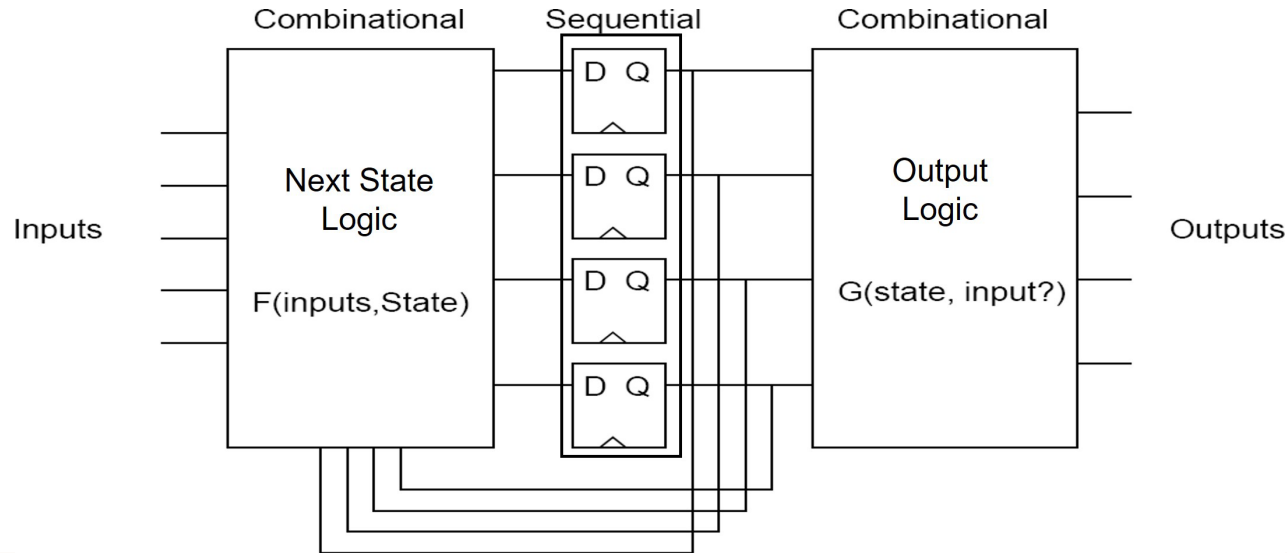 Combinational
Sequential
Combinational
D Q
D Q
D Q
D Q
Inputs
Next State
Logic
F(inputs,State)
Output
Logic
G(state, input?)
Outputs